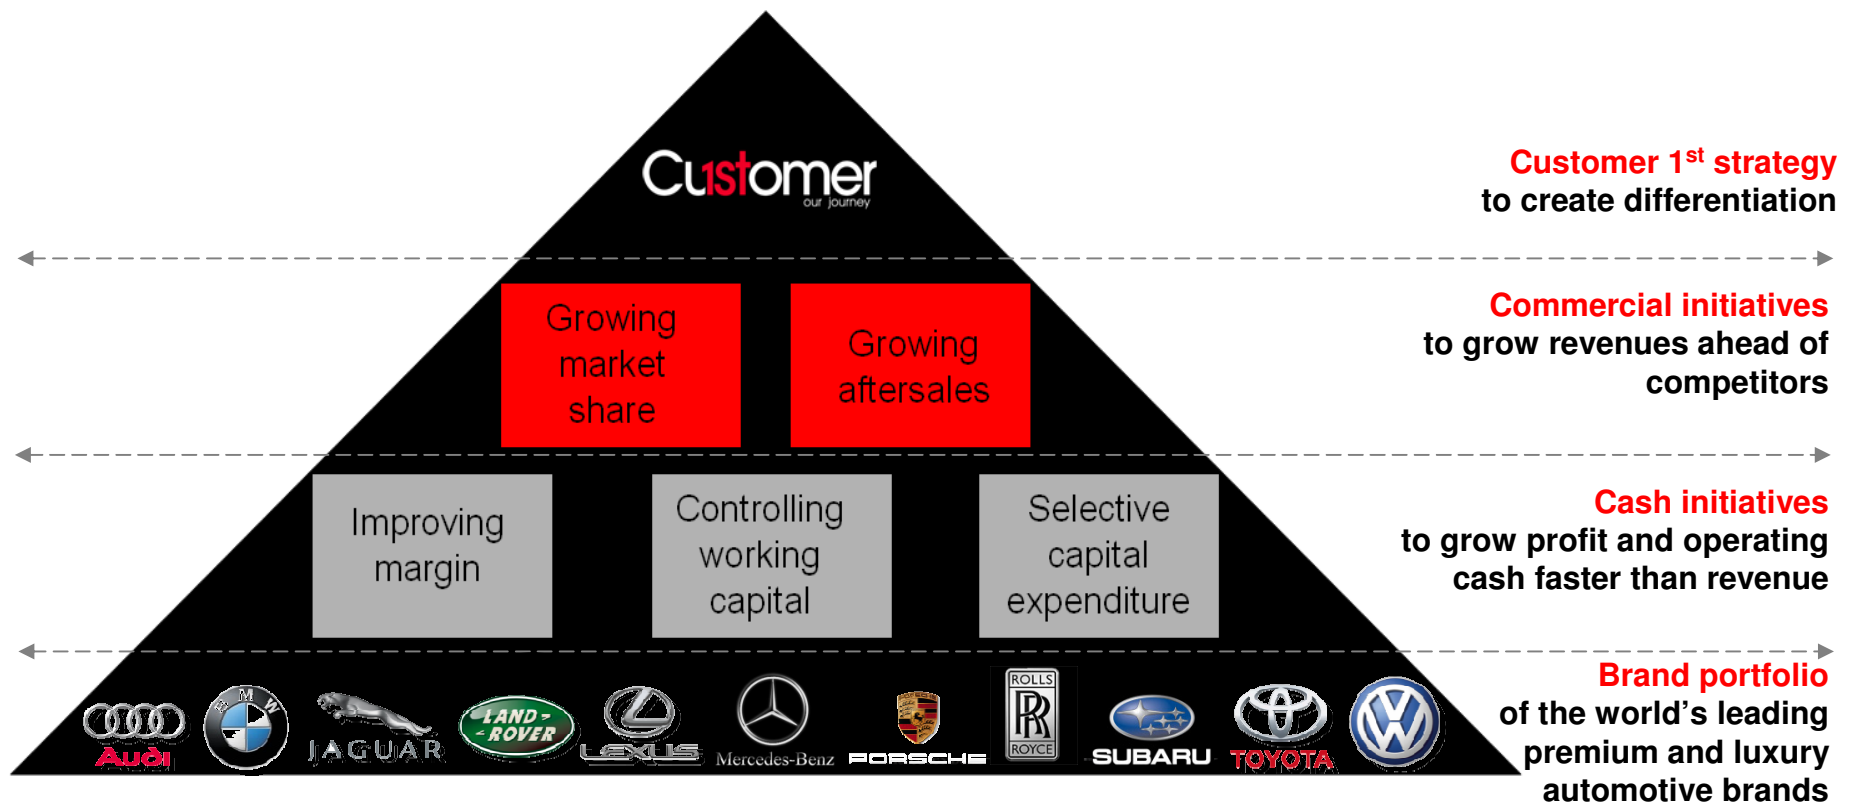 Cu1stomer
our journey
Customer 1st strategy
to create differentiation
Growing
market
share
Growing
aftersales
Commercial initiatives
to grow revenues ahead of
competitors
Improving
margin
Controlling
working
capital
Selective
capital
expenditure
Cash initiatives
to grow profit and operating
cash faster than revenue
Audi
BMW
JAGUAR
LAND-
ROVER
LEXUS
Mercedes-Benz
PORSCHE
PORSCHE
ROLLS
RR
ROYCE
SUBARU
TOYOTA
VW
Brand portfolio
of the world's leading
premium and luxury
automotive brands